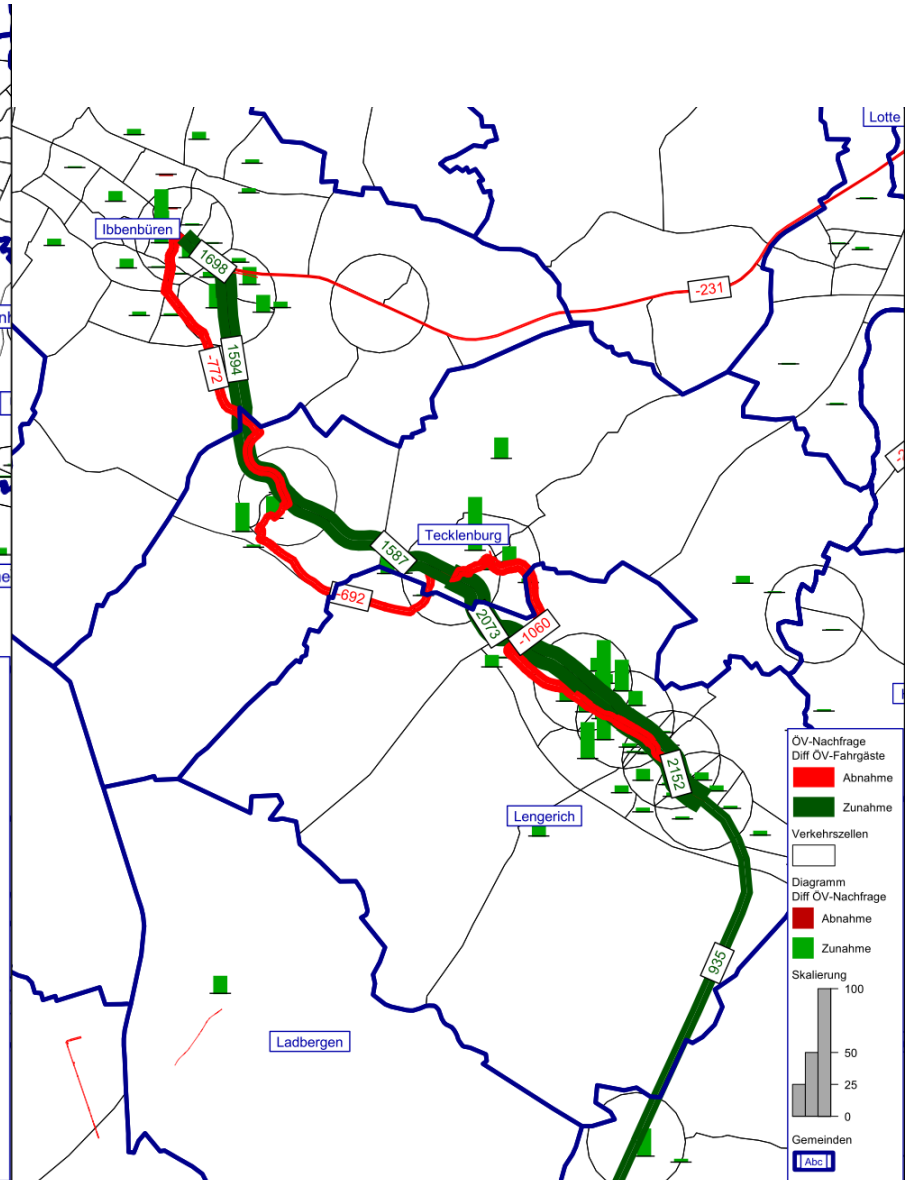 Lotte
Ibbenbüren
1698
-231
1594
-772
Tecklenburg
1587
-692
2073
-1060
2152
Lengerich
935
Ladbergen
ÖV-Nachfrage
Diff ÖV-Fahrgäste
Abnahme
Zunahme
Verkehrszellen
Diagramm
Diff ÖV-Nachfrage
Abnahme
Zunahme
Skalierung
100
50
25
0
Gemeinden
Abc